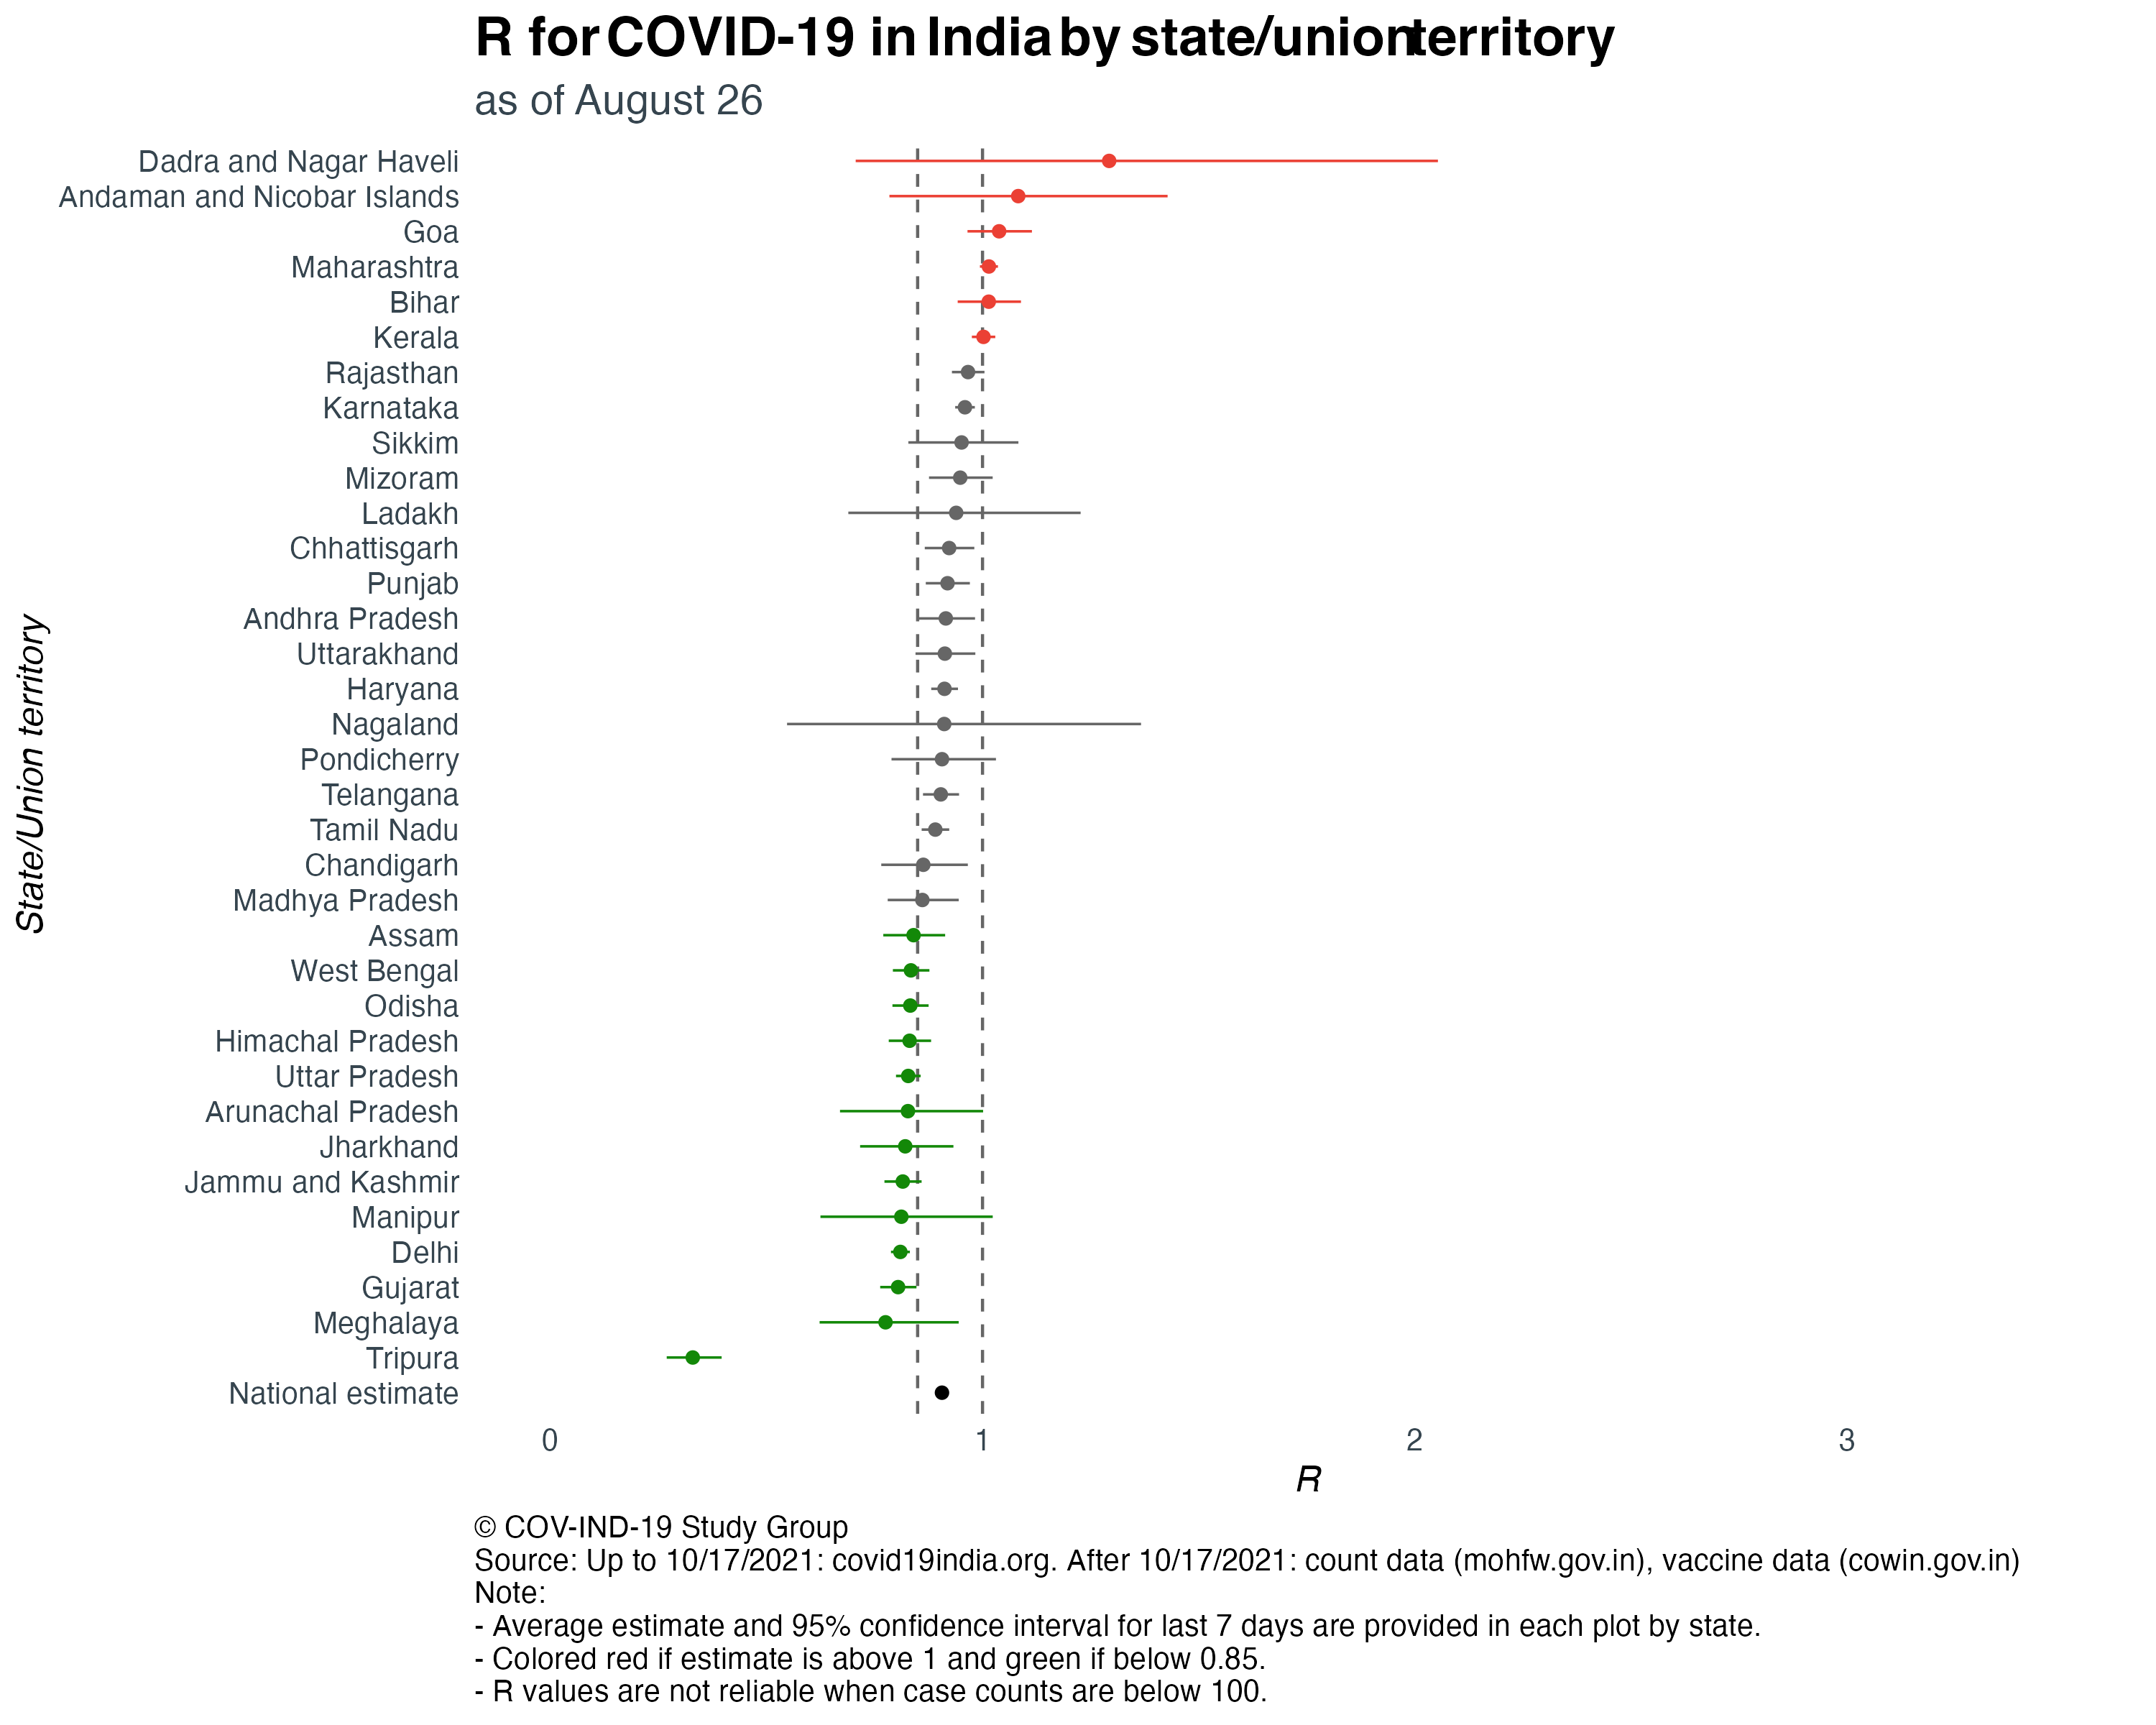 R for COVID-19 in India by state/union territory
as of August 26
Dadra and Nagar Haveli
Andaman and Nicobar Islands
Goa
Maharashtra
Bihar
Kerala
Rajasthan
Karnataka
Sikkim
Mizoram
Ladakh
Chhattisgarh
Punjab
Andhra Pradesh
Uttarakhand
Haryana
Nagaland
Pondicherry
Telangana
Tamil Nadu
Chandigarh
Madhya Pradesh
Assam
West Bengal
Odisha
Himachal Pradesh
Uttar Pradesh
Arunachal Pradesh
Jharkhand
Jammu and Kashmir
Manipur
Delhi
Gujarat
Meghalaya
Tripura
National estimate
State/Union territory
0 1 2 3
R
© COV-IND-19 Study Group
Source: Up to 10/17/2021: covid19india.org. After 10/17/2021: count data (mohfw.gov.in), vaccine data (cowin.gov.in)
Note:
- Average estimate and 95% confidence interval for last 7 days are provided in each plot by state.
- Colored red if estimate is above 1 and green if below 0.85.
- R values are not reliable when case counts are below 100.